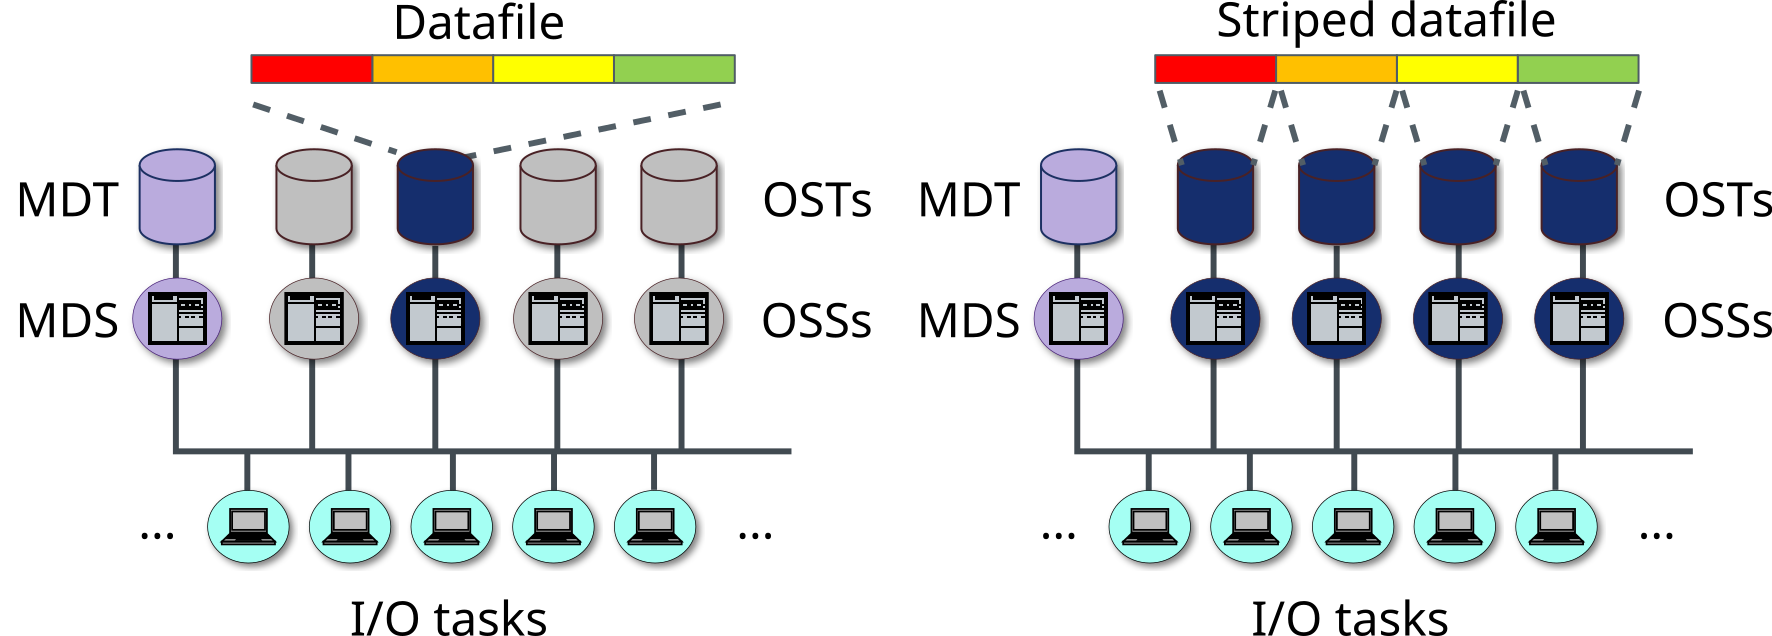 Datafile
Striped datafile
MDT
OSTs
MDT
OSTs
MDS
OSSs
MDS
OSSs
...
...
...
...
I/O tasks
I/O tasks